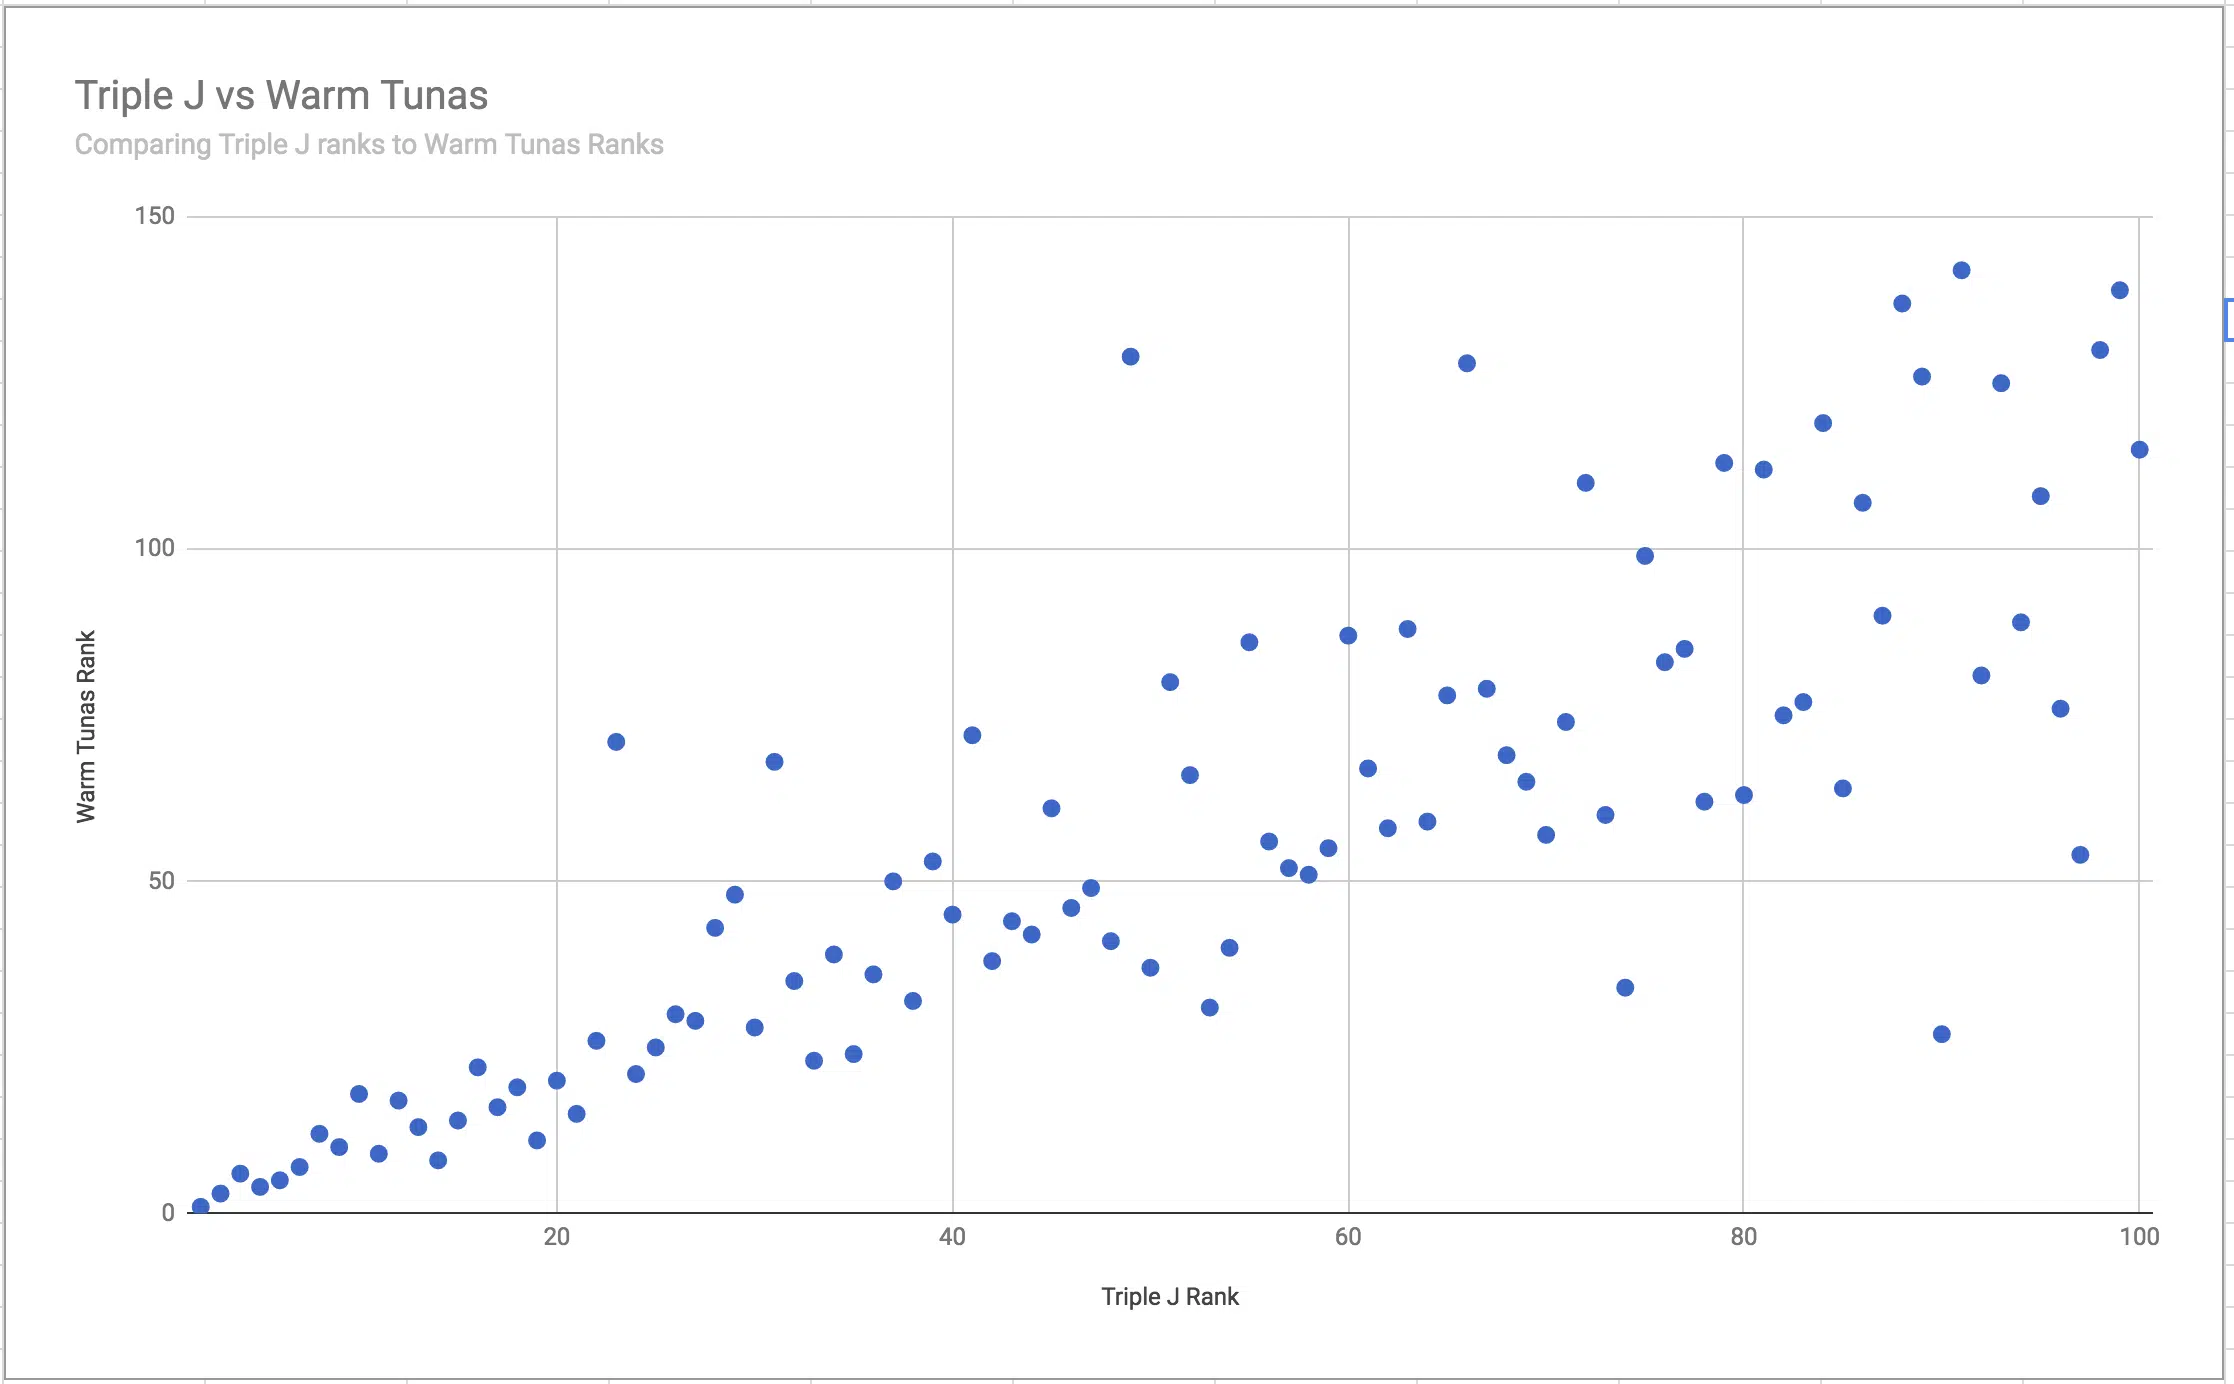 Triple J vs Warm Tunas
Comparing Triple J ranks to Warm Tunas Ranks
150
100
50
0
Warm Tunas Rank
20 40 60 80 100
Triple J Rank